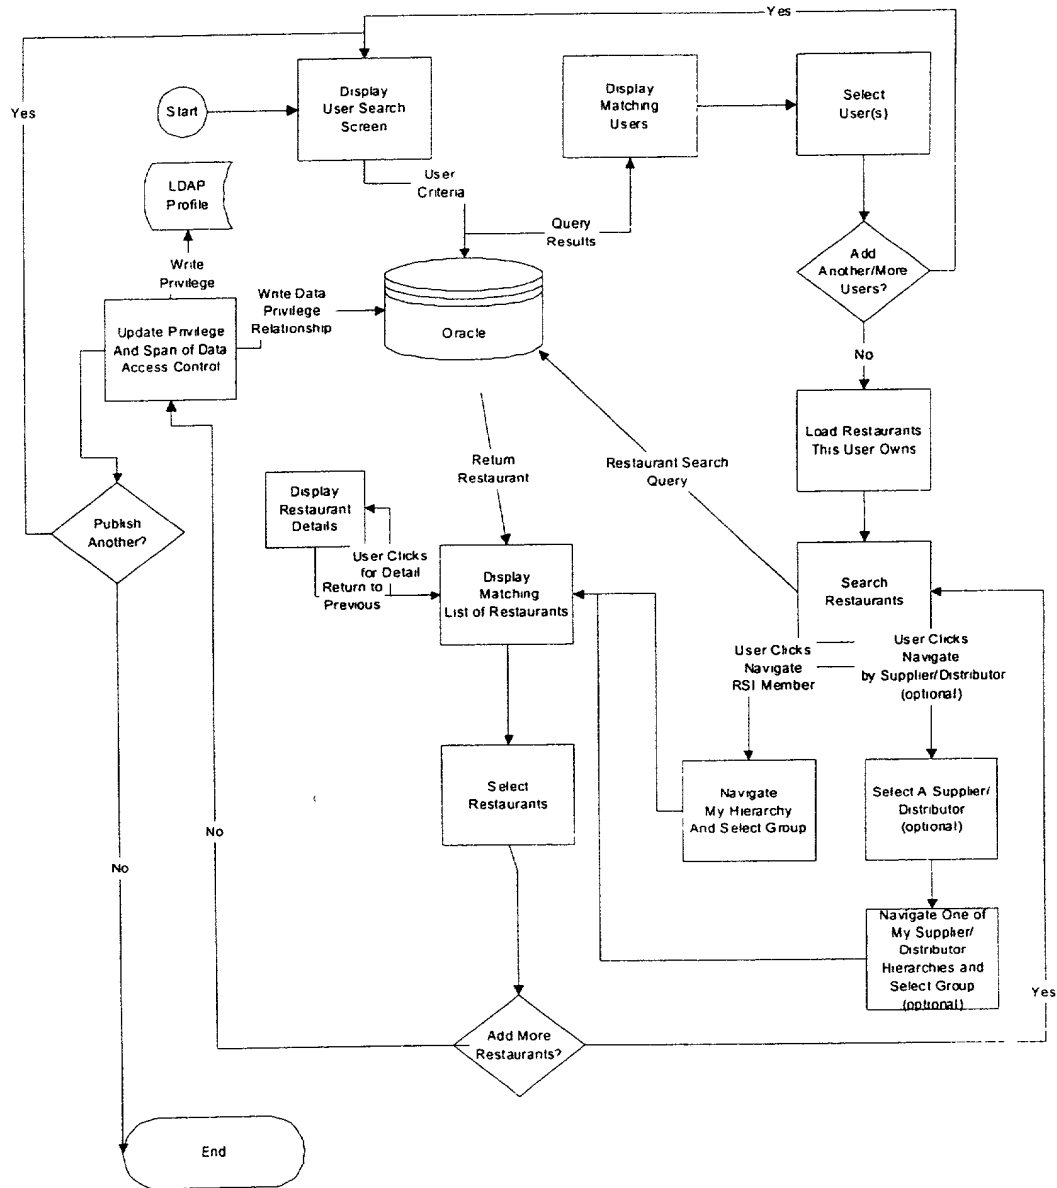 Yes
Yes
Start
Display
User Search
Screen
Display
Matching
Users
Select
User(s)
LDAP
Profile
User
Criteria
Query
Results
Add
Another/More
Users?
Write
Privilege
Write Data
Privilege
Relationship
Oracle
Update Privilege
And Span of Data
Access Control
No
Load Restaurants
This User Owns
Return
Restaurant
Restaurant Search
Query
Display
Restaurant
Details
Publish
Another?
User Clicks
for Detail
Return to
Previous
Display
Matching
List of Restaurants
Search
Restaurants
User Clicks
Navigate
RSI Member
User Clicks
Navigate
by Supplier/Distributor
(optional)
Select
Restaurants
Navigate
My Hierarchy
And Select Group
Select A Supplier/
Distributor
(optional)
No
No
Navigate One of
My Supplier/
Distributor
Hierarchies and
Select Group
(optional)
Yes
Add More
Restaurants?
End